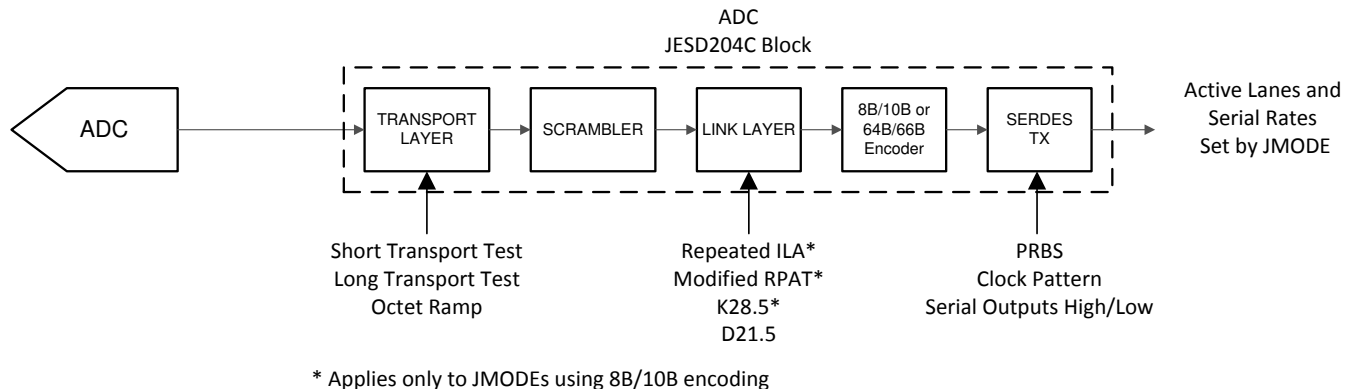 ADC
JESD204C Block
ADC
TRANSPORT
LAYER
SCRAMBLER
LINK LAYER
8B/10B or
64B/66B
Encoder
SERDES
TX
Active Lanes and
Serial Rates
Set by JMODE
Short Transport Test
Long Transport Test
Octet Ramp
Repeated ILA*
Modified RPAT*
K28.5*
D21.5
PRBS
Clock Pattern
Serial Outputs High/Low
* Applies only to JMODEs using 8B/10B encoding